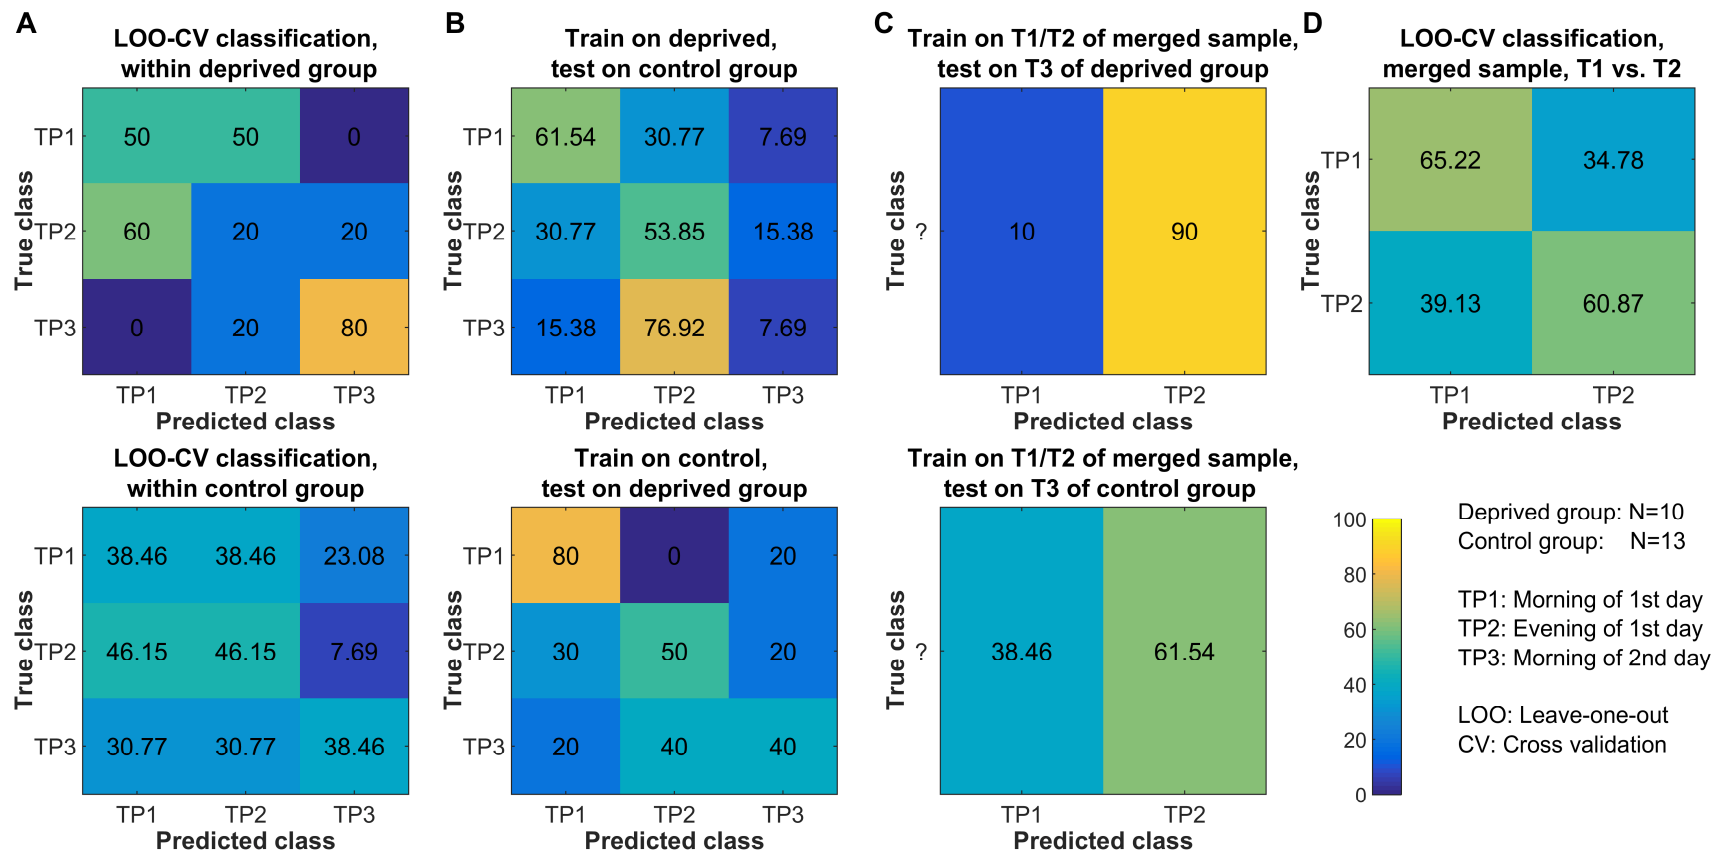 A
LOO-CV classification,
within deprived group
True class
TP1
50 50 0
TP2
60 20 20
TP3
0 20 80
TP1 TP2 TP3
Predicted class
B
Train on deprived,
test on control group
True class
TP1
61.54 30.77 7.69
TP2
30.77 53.85 15.38
TP3
15.38 76.92 7.69
TP1 TP2 TP3
Predicted class
C
Train on T1/T2 of merged sample,
test on T3 of deprived group
True class
?
10 90
TP1 TP2
Predicted class
D
LOO-CV classification,
merged sample, T1 vs. T2
True class
TP1
65.22 34.78
TP2
39.13 60.87
TP1 TP2
Predicted class
LOO-CV classification,
within control group
True class
TP1
38.46 38.46 23.08
TP2
46.15 46.15 7.69
TP3
30.77 30.77 38.46
TP1 TP2 TP3
Predicted class
Train on control,
test on deprived group
True class
TP1
80 0 20
TP2
30 50 20
TP3
20 40 40
TP1 TP2 TP3
Predicted class
Train on T1/T2 of merged sample,
test on T3 of control group
True class
?
38.46 61.54
TP1 TP2
Predicted class
100
80
60
40
20
0
Deprived group: N=10
Control group: N=13
TP1: Morning of 1st day
TP2: Evening of 1st day
TP3: Morning of 2nd day
LOO: Leave-one-out
CV: Cross validation